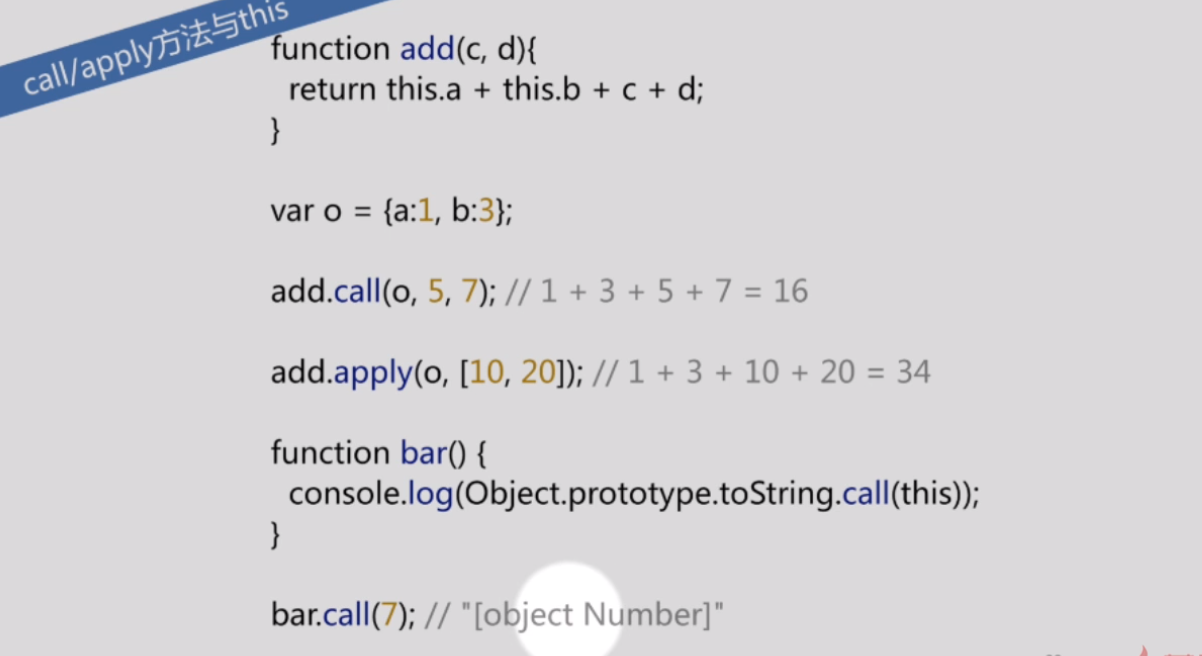 call/apply方法与this
function add(c, d){
  return this.a + this.b + c + d;
}
var o = {a:1, b:3};
add.call(o, 5, 7); // 1 + 3 + 5 + 7 = 16
add.apply(o, [10, 20]); // 1 + 3 + 10 + 20 = 34
function bar() {
  console.log(Object.prototype.toString.call(this));
}
bar.call(7); // "[object Number]"